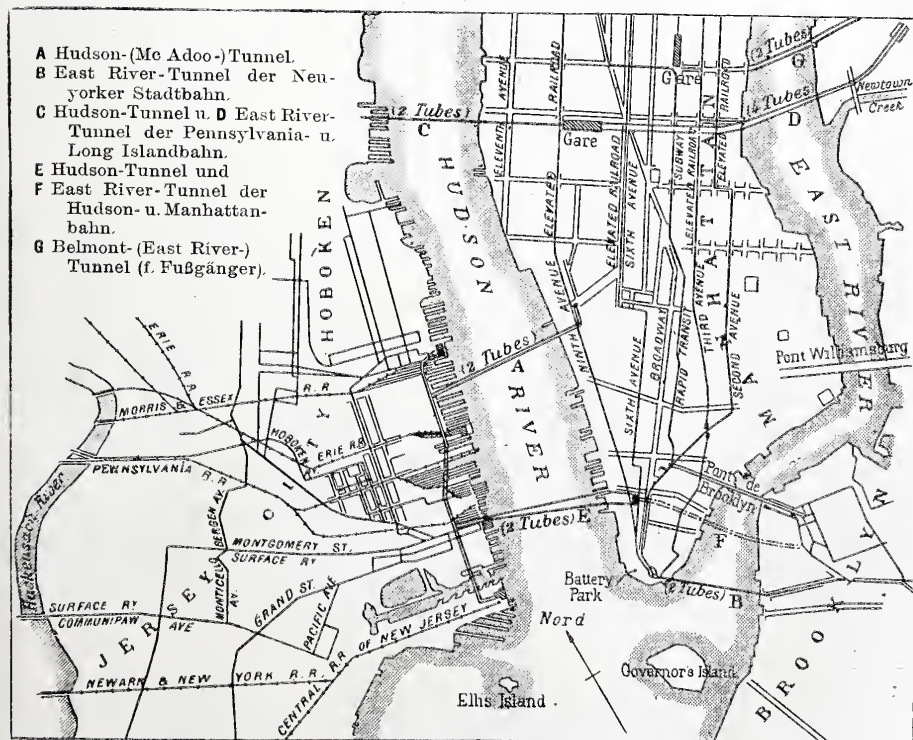 A Hudson-(Mc Adoo-)Tunnel.
B East River-Tunnel der Neu-
yorker Stadtbahn.
C Hudson-Tunnel u. D East River-
Tunnel der Pennsylvania- u.
Long Islandbahn.
E Hudson-Tunnel und
F East River-Tunnel der
Hudson- u. Manhattan-
bahn.
G Belmont-(East River-)
Tunnel (f. Fußgänger).
(2 Tubes)
G
Gare
(2 Tubes)
C
Gare
D
Newtown
Creek
ELEVENTH AVENUE
ELEVATED RAILROAD
ELEVATED RAILROAD
SIXTH AVENUE
SUBWAY
ELEVATED RAILROAD
ELEVATED RAILROAD
MANHATTAN
EAST RIVER
HUDSON RIVER
HOBOKEN
NINTH AVENUE
SIXTH AVENUE
BROADWAY
RAPID TRANSIT
THIRD AVENUE
SECOND AVENUE
Pont Williamsburg
(2 Tubes)
A
ERIE R.R.
MORRIS & ESSEX R.R
HOBOKEN AV.
ERIE R.R.
PENNSYLVANIA R.R
Hackensack River
BERGEN AV.
MONTICELLO AV.
MONTGOMERY ST.
SURFACE RY
GRAND ST.
PACIFIC AVE
SURFACE RY
COMMUNIPAW AVE
JERSEY CITY
NEWARK & NEW YORK R.R.
CENTRAL R.R OF NEW JERSEY
(2 Tubes) E
Pont de
Brooklyn
F
Battery
Park
(2 Tubes) B
Nord
Ellis Island
Governor's Island
BROOKLYN